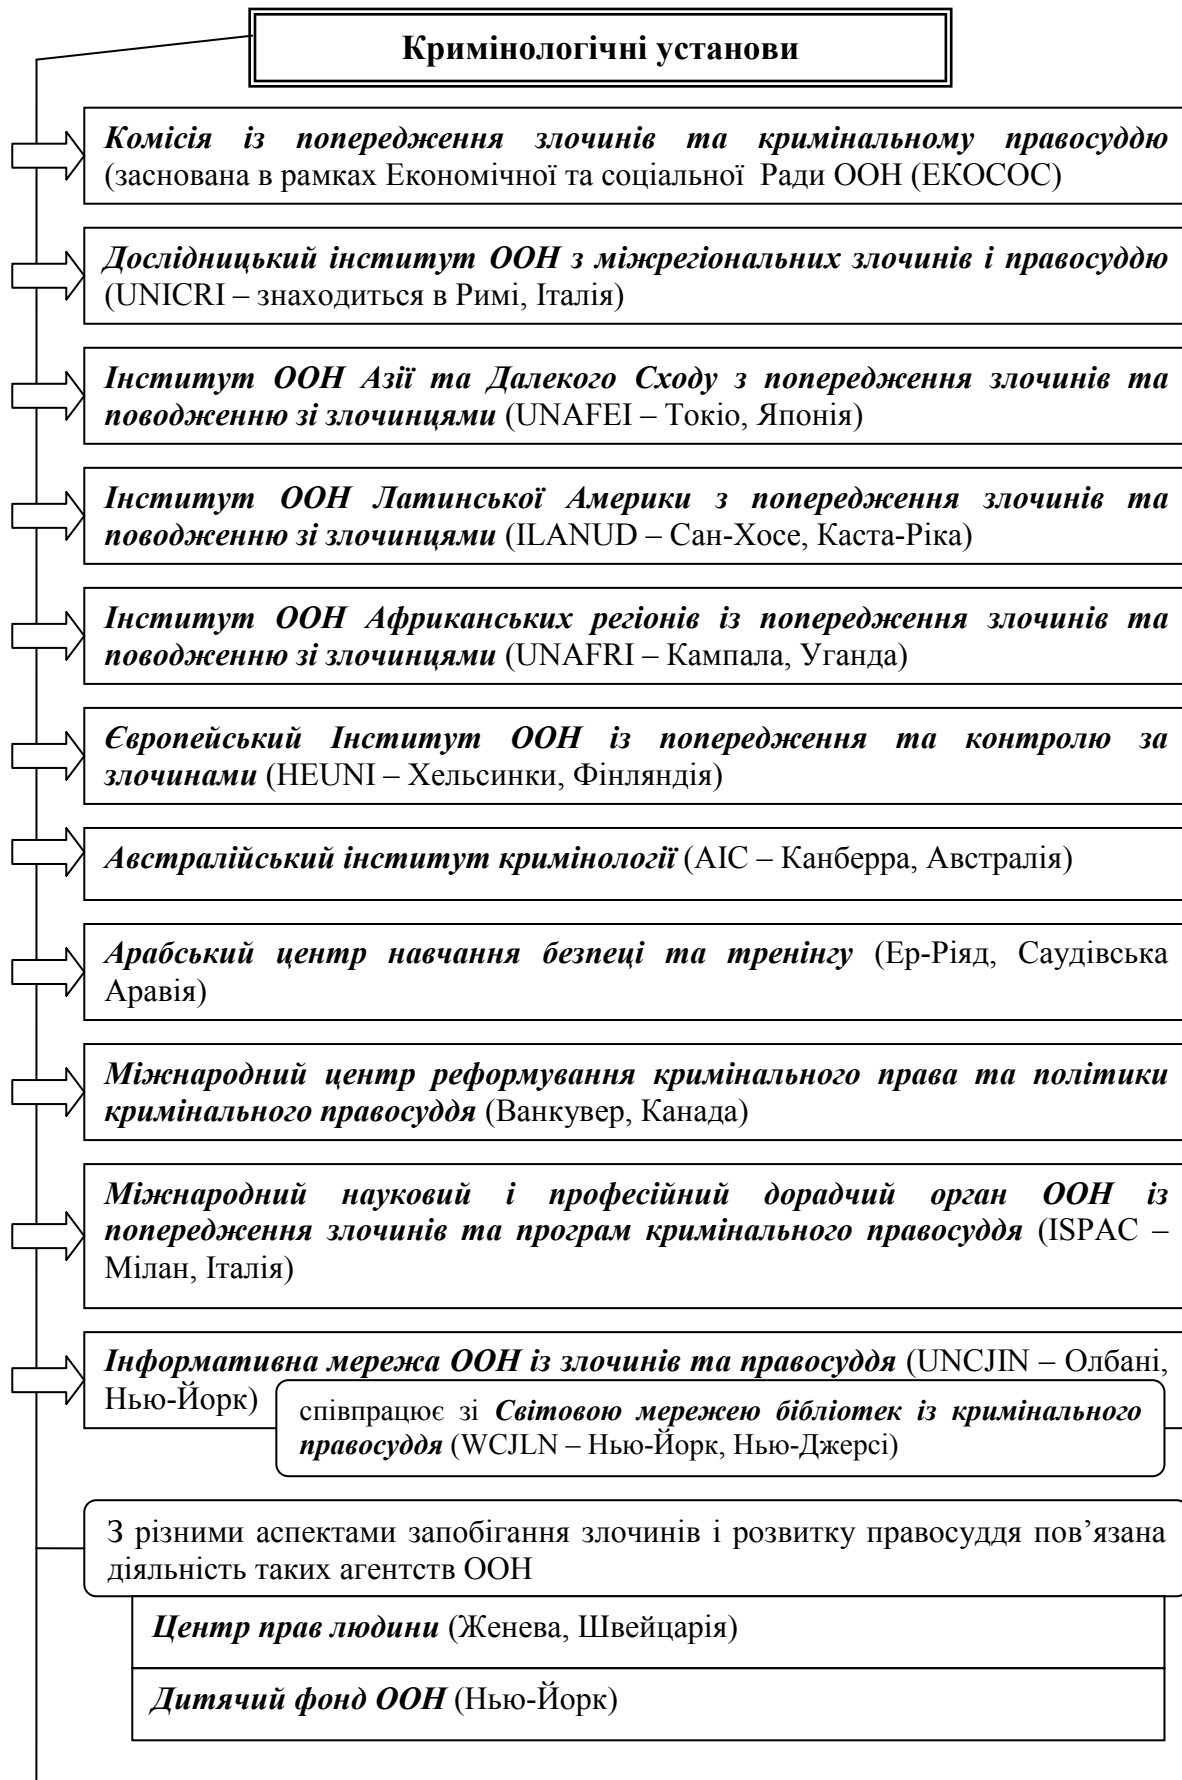 Кримінологічні установи
Комісія із попередження злочинів та кримінальному правосуддю
(заснована в рамках Економічної та соціальної Ради ООН (ЕКОСОС)
Дослідницький інститут ООН з міжрегіональних злочинів і правосуддю
(UNICRI – знаходиться в Римі, Італія)
Інститут ООН Азії та Далекого Сходу з попередження злочинів та
поводженню зі злочинцями (UNAFEI – Токіо, Японія)
Інститут ООН Латинської Америки з попередження злочинів та
поводженню зі злочинцями (ILANUD – Сан-Хосе, Каста-Ріка)
Інститут ООН Африканських регіонів із попередження злочинів та
поводженню зі злочинцями (UNAFRI – Кампала, Уганда)
Європейський Інститут ООН із попередження та контролю за
злочинами (HEUNI – Хельсинки, Фінляндія)
Австралійський інститут кримінології (AIC – Канберра, Австралія)
Арабський центр навчання безпеці та тренінгу (Ер-Ріяд, Саудівська
Аравія)
Міжнародний центр реформування кримінального права та політики
кримінального правосуддя (Ванкувер, Канада)
Міжнародний науковий і професійний дорадчий орган ООН із
попередження злочинів та програм кримінального правосуддя (ISPAC –
Мілан, Італія)
Інформативна мережа ООН із злочинів та правосуддя (UNCJIN – Олбані,
Нью-Йорк)
співпрацює зі Світовою мережею бібліотек із кримінального
правосуддя (WCJLN – Нью-Йорк, Нью-Джерсі)
З різними аспектами запобігання злочинів і розвитку правосуддя пов’язана
діяльність таких агентств ООН
Центр прав людини (Женева, Швейцарія)
Дитячий фонд ООН (Нью-Йорк)